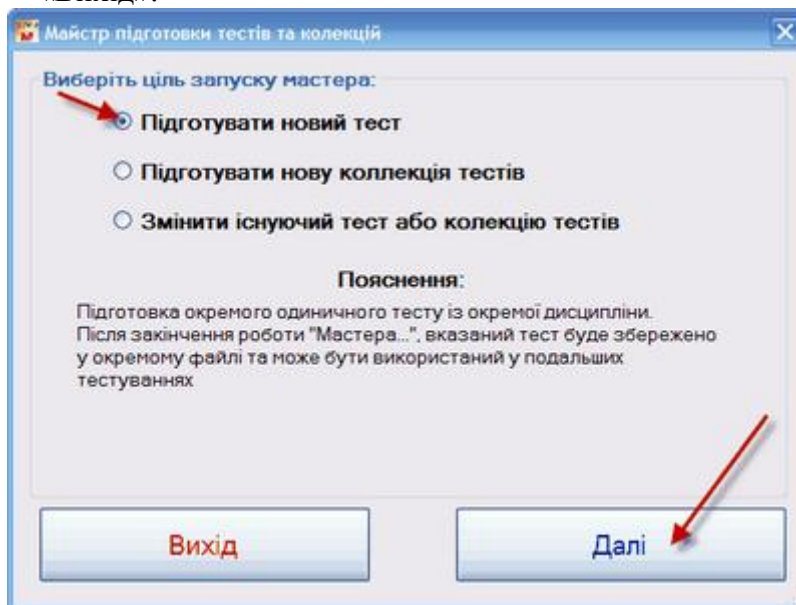 Майстр підготовки тестів та колекцій
Виберіть ціль запуску мастера:
Підготувати новий тест
Підготувати нову коллекція тестів
Змінити існуючий тест або колекцію тестів
Пояснення:
Підготовка окремого одиничного тесту із окремої дисципліни.
Після закінчення роботи "Мастера...", вказаний тест буде збережено
у окремому файлі та може бути використаний у подальших
тестуваннях
Вихід
Далі